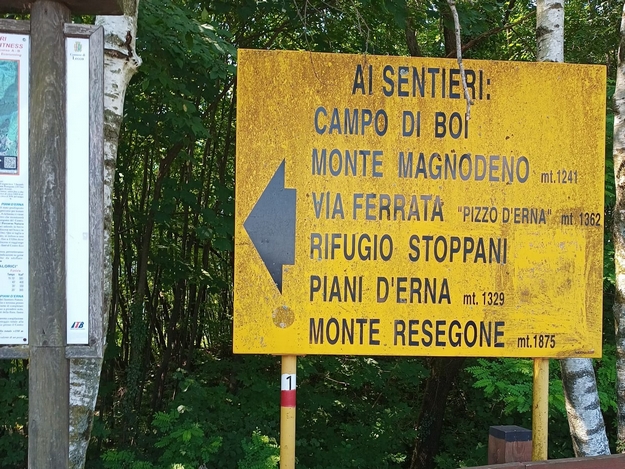 AI SENTIERI:
CAMPO DI BOI
MONTE MAGNODENO mt.1241
VIA FERRATA "PIZZO D'ERNA" mt 1362
RIFUGIO STOPPANI
PIANI D'ERNA mt. 1329
MONTE RESEGONE mt.1875
1